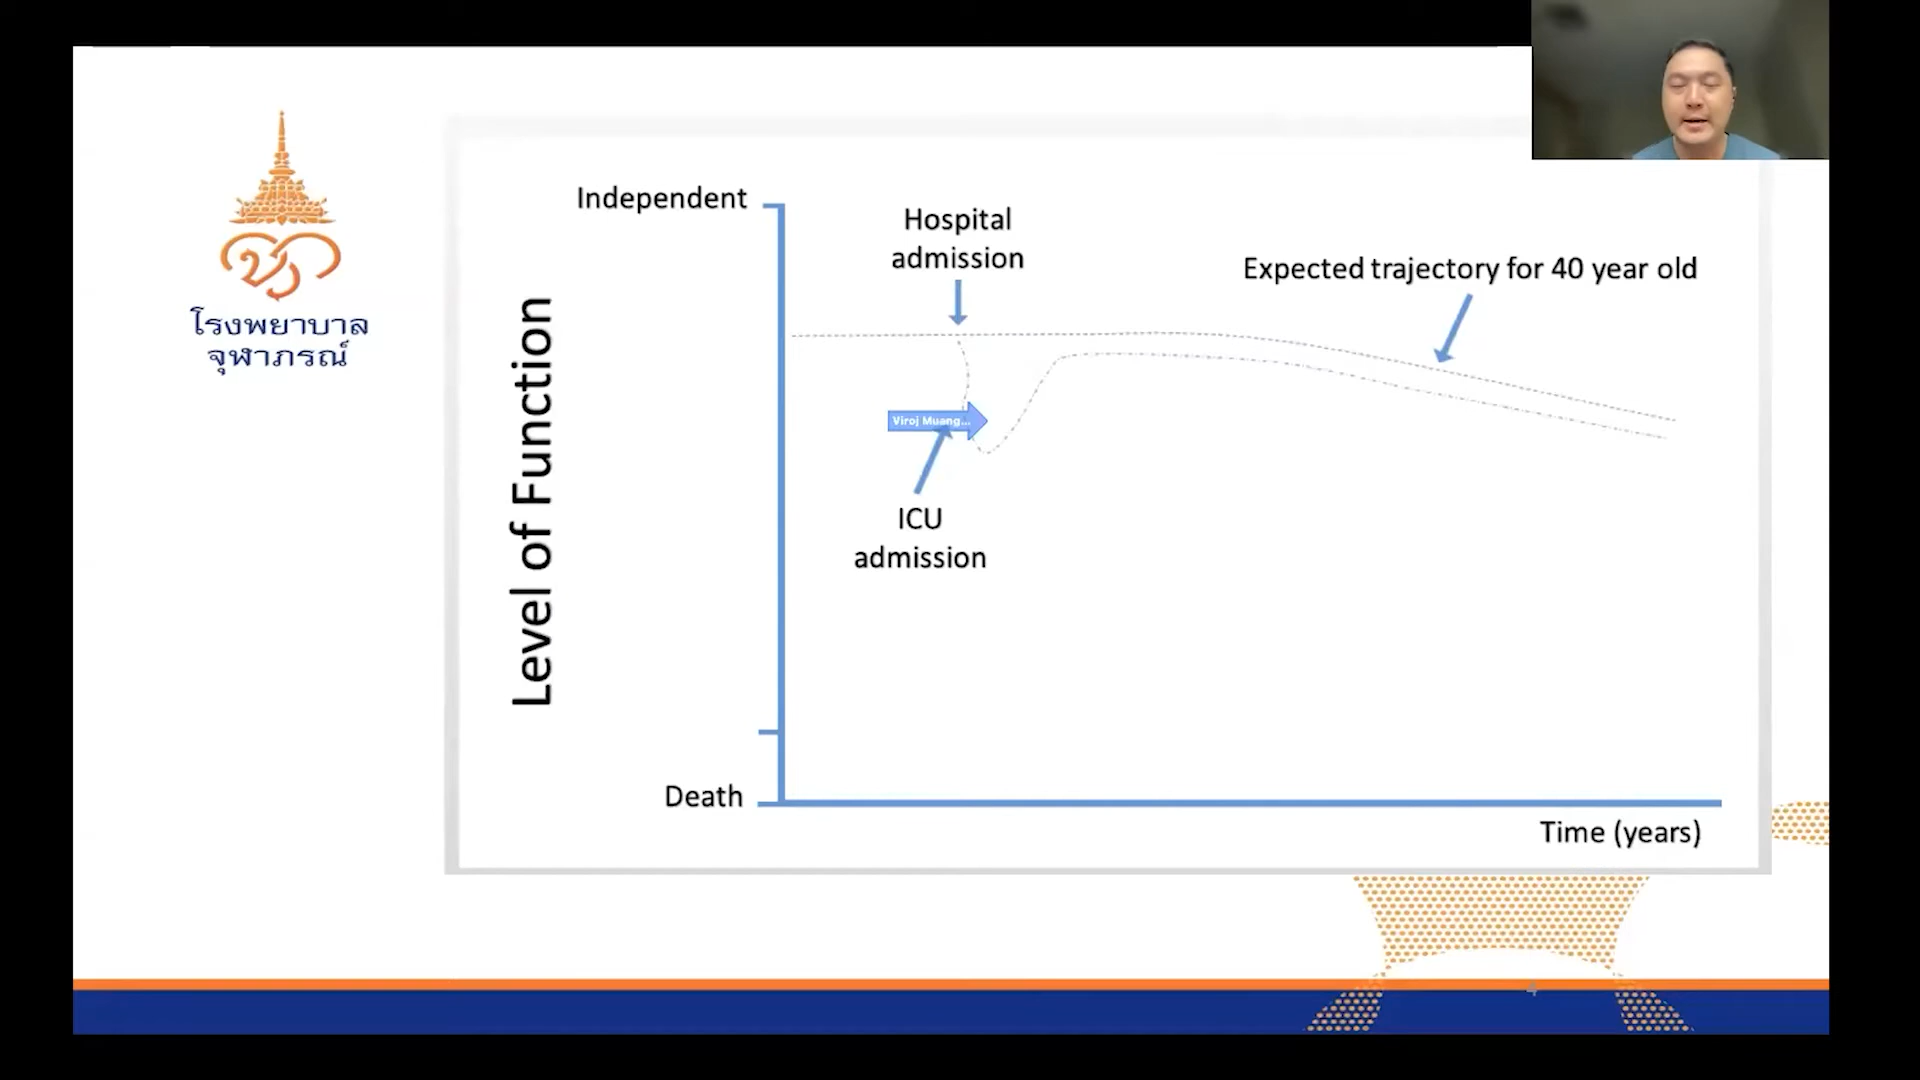 โรงพยาบาล
จุฬาภรณ์
Independent
Hospital
admission
Expected trajectory for 40 year old
Level of Function
Viroj Muang...
ICU
admission
Death
Time (years)
4